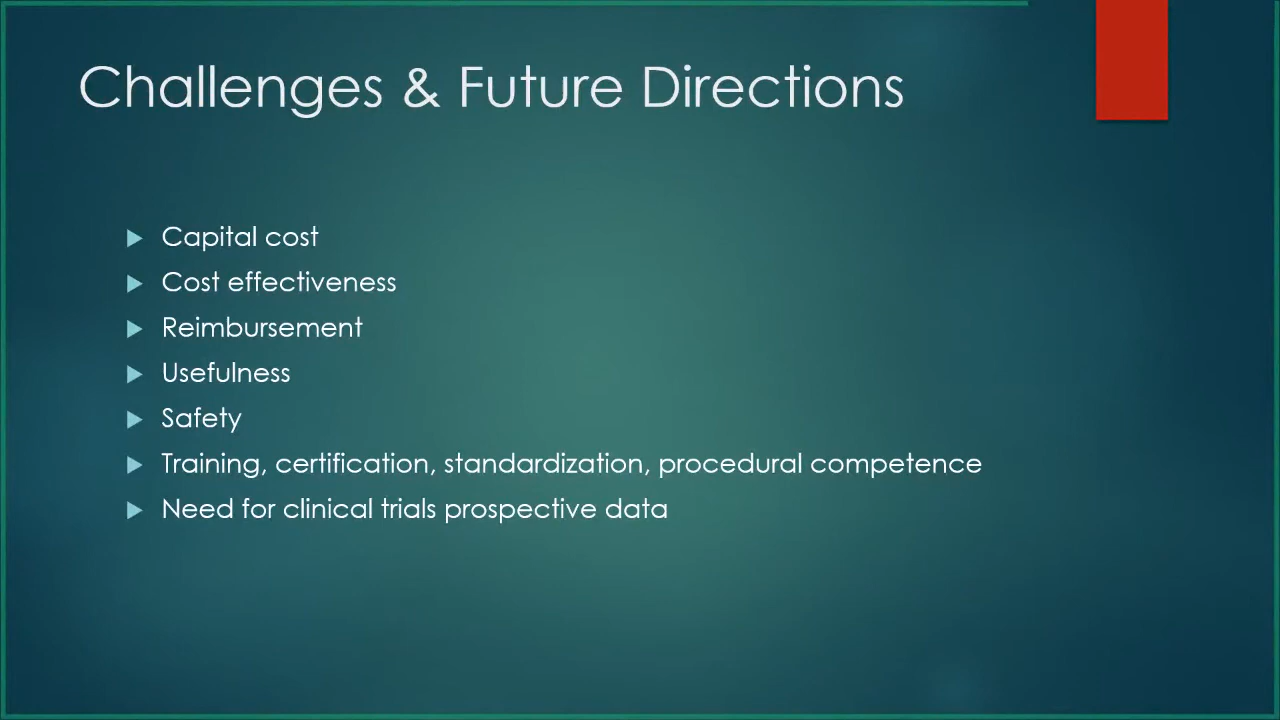 Challenges & Future Directions
Capital cost
Cost effectiveness
Reimbursement
Usefulness
Safety
Training, certification, standardization, procedural competence
Need for clinical trials prospective data